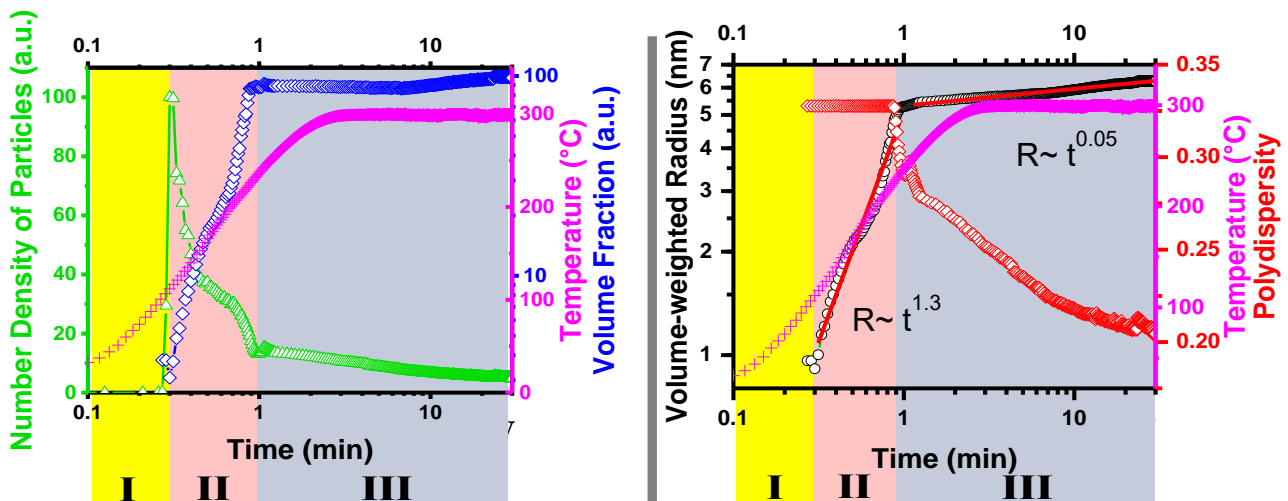 0.1 1 10
Number Density of Particles (a.u.)
100
80
60
40
20
0
100
10
Volume Fraction (a.u.)
300
200
100
0
Temperature (°C)
0.1 1 10
Time (min)
I II III
0.1 1 10
Volume-weighted Radius (nm)
7
6
5
4
3
2
1
R~ t^0.05
R~ t^1.3
300
200
100
0
Temperature (°C)
0.35
0.30
0.25
0.20
Polydispersity
0.1 1 10
Time (min)
I II III